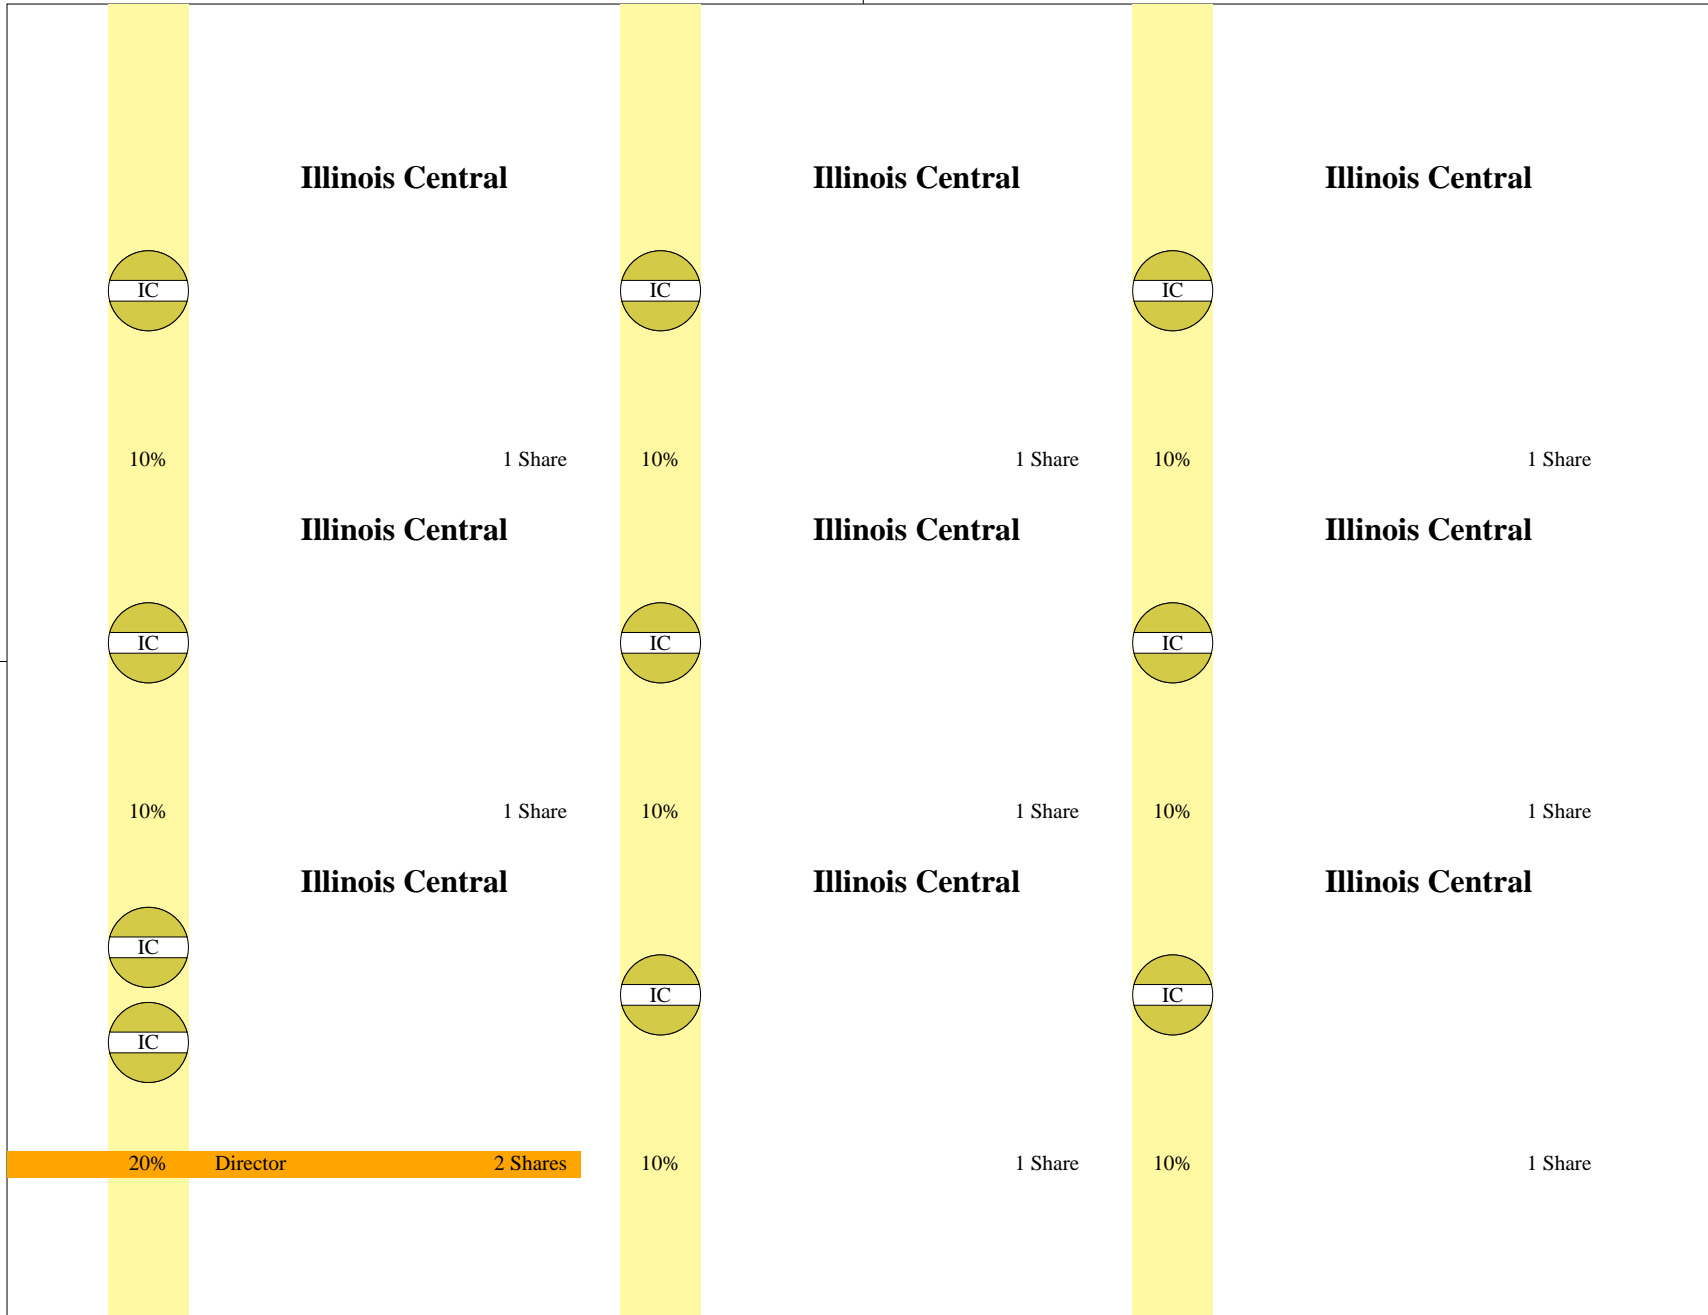 Illinois Central Illinois Central Illinois Central
IC IC IC
10% 1 Share 10% 1 Share 10% 1 Share
Illinois Central Illinois Central Illinois Central
IC IC IC
10% 1 Share 10% 1 Share 10% 1 Share
Illinois Central Illinois Central Illinois Central
IC
IC IC
IC
20% Director 2 Shares 10% 1 Share 10% 1 Share